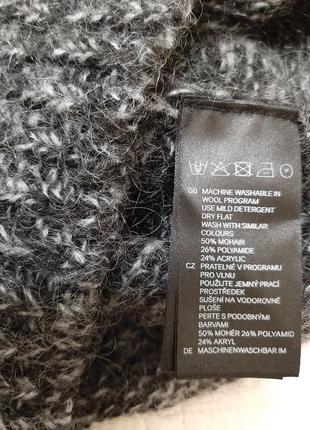 GB MACHINE WASHABLE IN
WOOL PROGRAM
USE MILD DETERGENT
DRY FLAT
WASH WITH SIMILAR
COLOURS
50% MOHAIR
26% POLYAMIDE
24% ACRYLIC
CZ PRATELNÉ V PROGRAMU
PRO VLNU
POUŽIJTE JEMNÝ PRACÍ
PROSTŘEDEK
SUŠENÍ NA VODOROVNÉ
PLOŠE
PERTE S PODOBNÝMI
BARVAMI
50% MOHÉR 26% POLYAMID
24% AKRYL
DE MASCHINENWASCHBAR IM